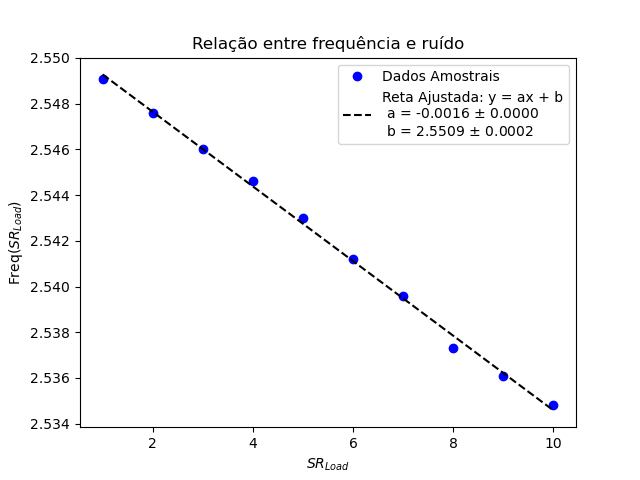 Relação entre frequência e ruído
2.550
2.548
2.546
2.544
2.542
2.540
2.538
2.536
2.534
Freq(SR_Load)
Dados Amostrais
Reta Ajustada: y = ax + b
a = -0.0016 ± 0.0000
b = 2.5509 ± 0.0002
2 4 6 8 10
SR_Load